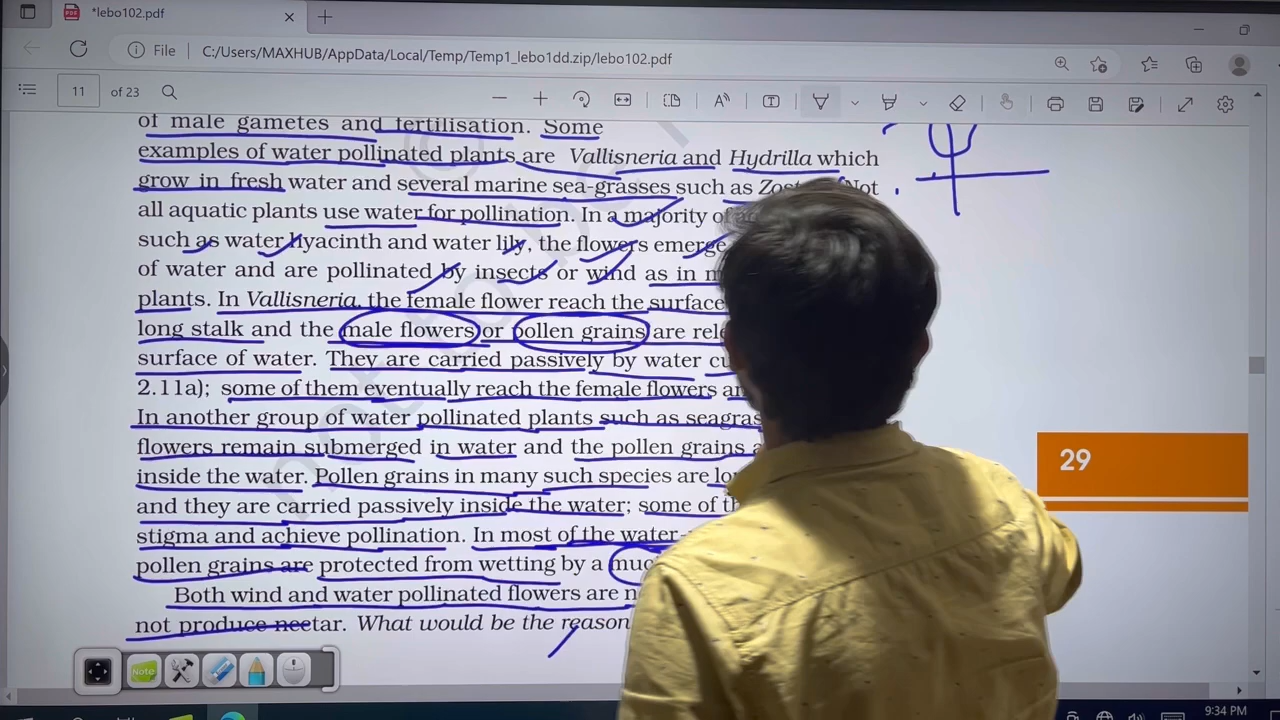 *lebo102.pdf
File C:/Users/MAXHUB/AppData/Local/Temp/Temp1_lebo1dd.zip/lebo102.pdf
11 of 23
of male gametes and fertilisation. Some
examples of water pollinated plants are Vallisneria and Hydrilla which
grow in fresh water and several marine sea-grasses such as Not
all aquatic plants use water for pollination. In a majority of
such as water hyacinth and water lily, the flowers emerge
of water and are pollinated by insects or wind as in
plants. In Vallisneria, the female flower reach the surface
long stalk and the male flowers or pollen grains are
surface of water. They are carried passively by water
2.11a); some of them eventually reach the female flowers
In another group of water pollinated plants such as
flowers remain submerged in water and the pollen grains
inside the water. Pollen grains in many such species are
and they are carried passively inside the water; some of
stigma and achieve pollination. In most of the water-
pollen grains are protected from wetting by a
Both wind and water pollinated flowers are
not produce nectar. What would be the reason
29
Note
9:34 PM